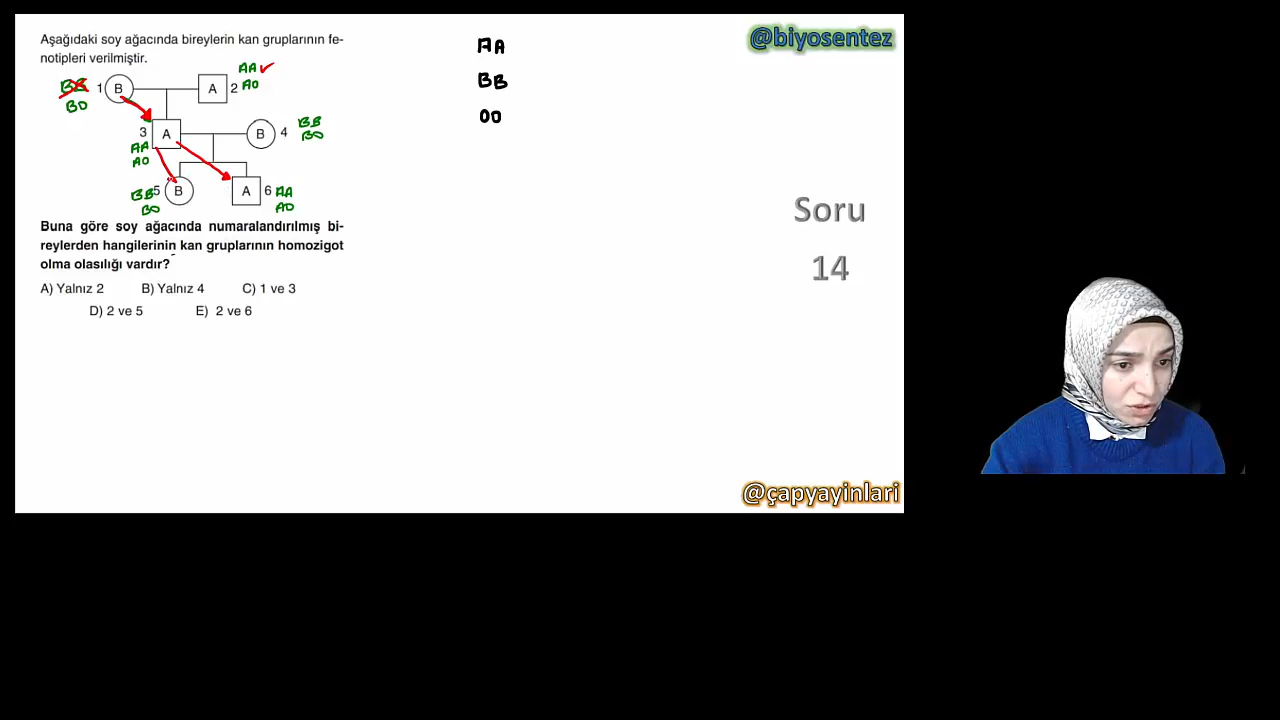 Aşağıdaki soy ağacında bireylerin kan gruplarının fe-
notipleri verilmiştir.
BB 1 B A 2 AA
BO AO
3 A B 4 BB
BO
AA
AO
BB 5 B A 6 AA
BO AO
Buna göre soy ağacında numaralandırılmış bi-
reylerden hangilerinin kan gruplarının homozigot
olma olasılığı vardır?
A) Yalnız 2 B) Yalnız 4 C) 1 ve 3
D) 2 ve 5 E) 2 ve 6
AA
BB
OO
@biyosentez
Soru
14
@çapyayinlari